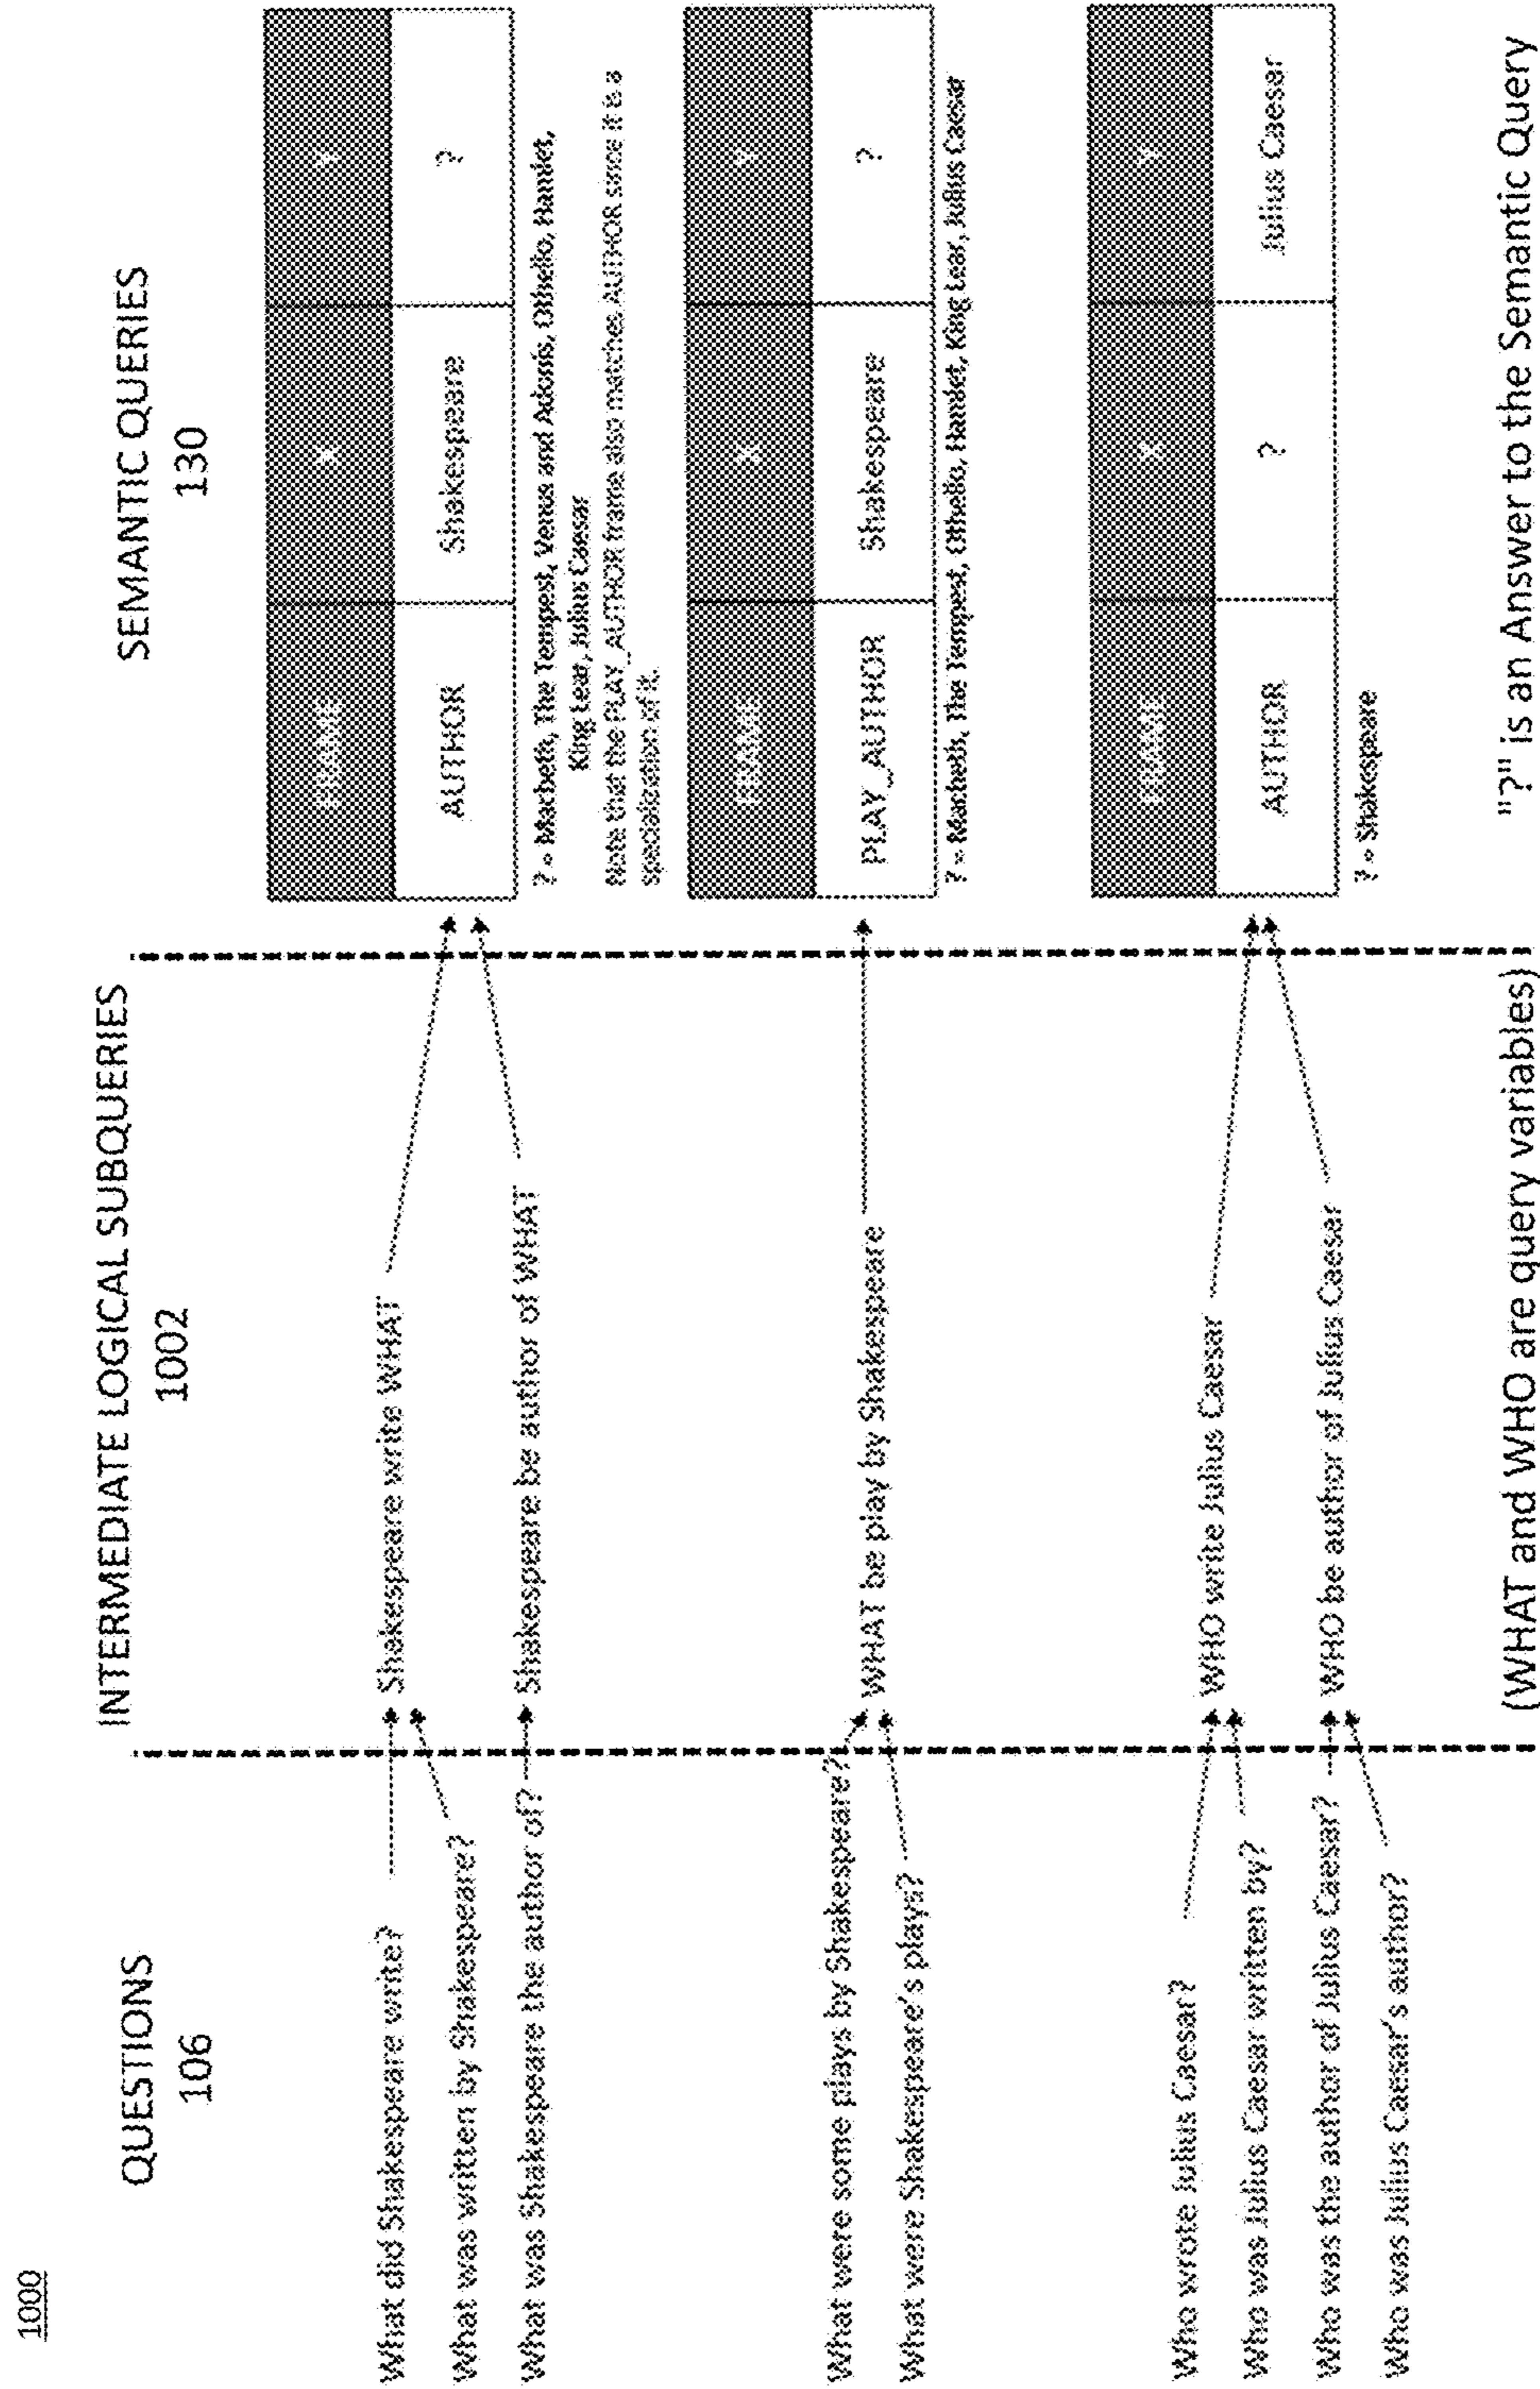 1000
QUESTIONS
106
What did Shakespeare write?
What was written by Shakespeare?
What was Shakespeare the author of?
What were some plays by Shakespeare?
What were Shakespeare's plays?
Who wrote Julius Caesar?
Who was Julius Caesar written by?
Who was the author of Julius Caesar?
Who was Julius Caesar's author?
INTERMEDIATE LOGICAL SUBQUERIES
1002
Shakespeare write WHAT
Shakespeare be author of WHAT
WHAT be play by Shakespeare
WHO write Julius Caesar
WHO be author of Julius Caesar
(WHAT and WHO are query variables)
SEMANTIC QUERIES
130
FRAME X Y
AUTHOR Shakespeare ?
? = Macbeth, The Tempest, Venus and Adonis, Othello, Hamlet,
King Lear, Julius Caesar
Note that the PLAY_AUTHOR frame also matches AUTHOR since it is a
specialization of it.
FRAME X Y
PLAY_AUTHOR Shakespeare ?
? = Macbeth, The Tempest, Othello, Hamlet, King Lear, Julius Caesar
FRAME X Y
AUTHOR ? Julius Caesar
? = Shakespeare
"?" is an Answer to the Semantic Query